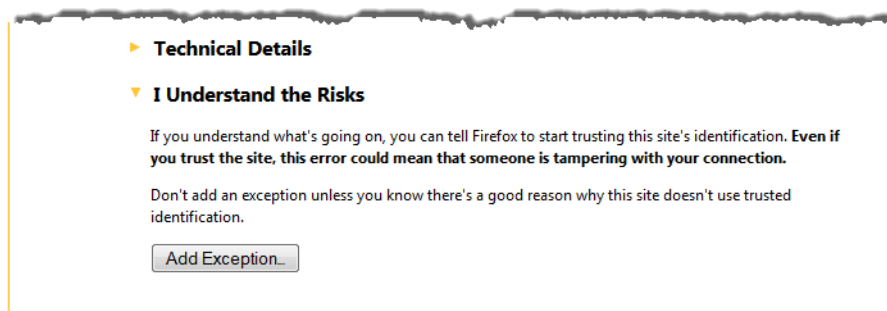 Technical Details
I Understand the Risks
If you understand what's going on, you can tell Firefox to start trusting this site's identification. Even if
you trust the site, this error could mean that someone is tampering with your connection.
Don't add an exception unless you know there's a good reason why this site doesn't use trusted
identification.
Add Exception...